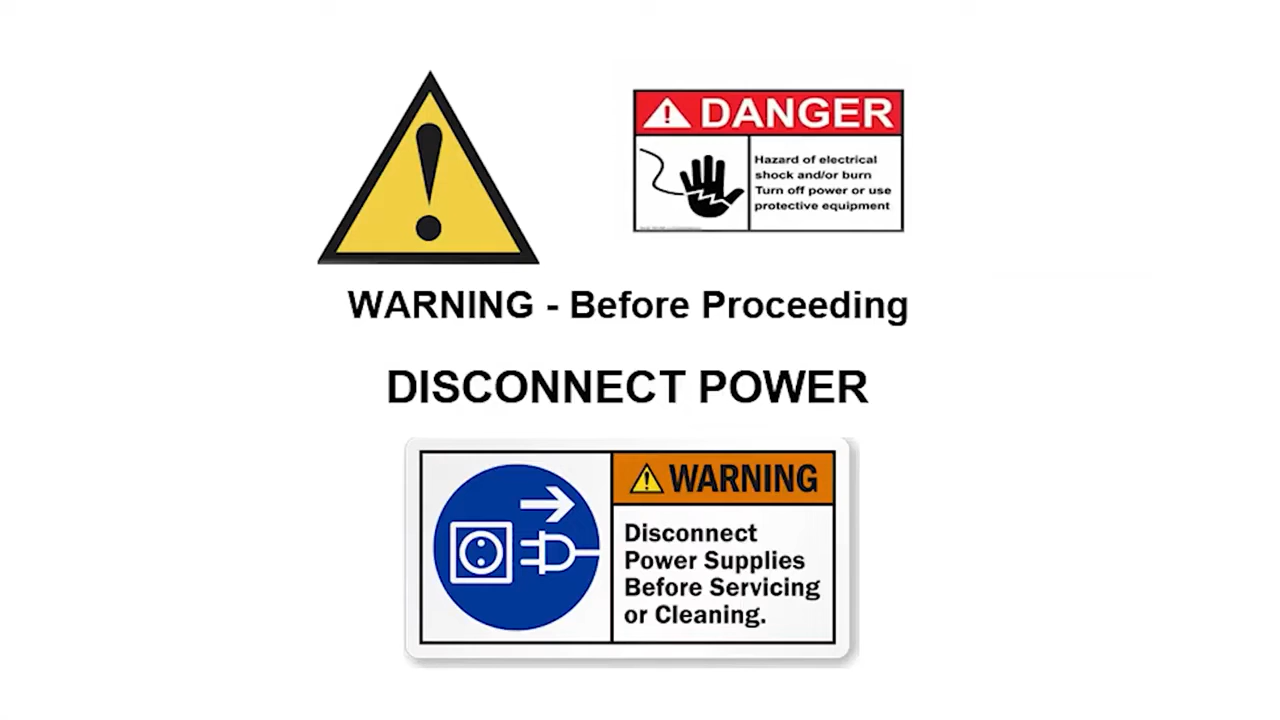 DANGER
Hazard of electrical
shock and/or burn
Turn off power or use
protective equipment
WARNING - Before Proceeding
DISCONNECT POWER
WARNING
Disconnect
Power Supplies
Before Servicing
or Cleaning.